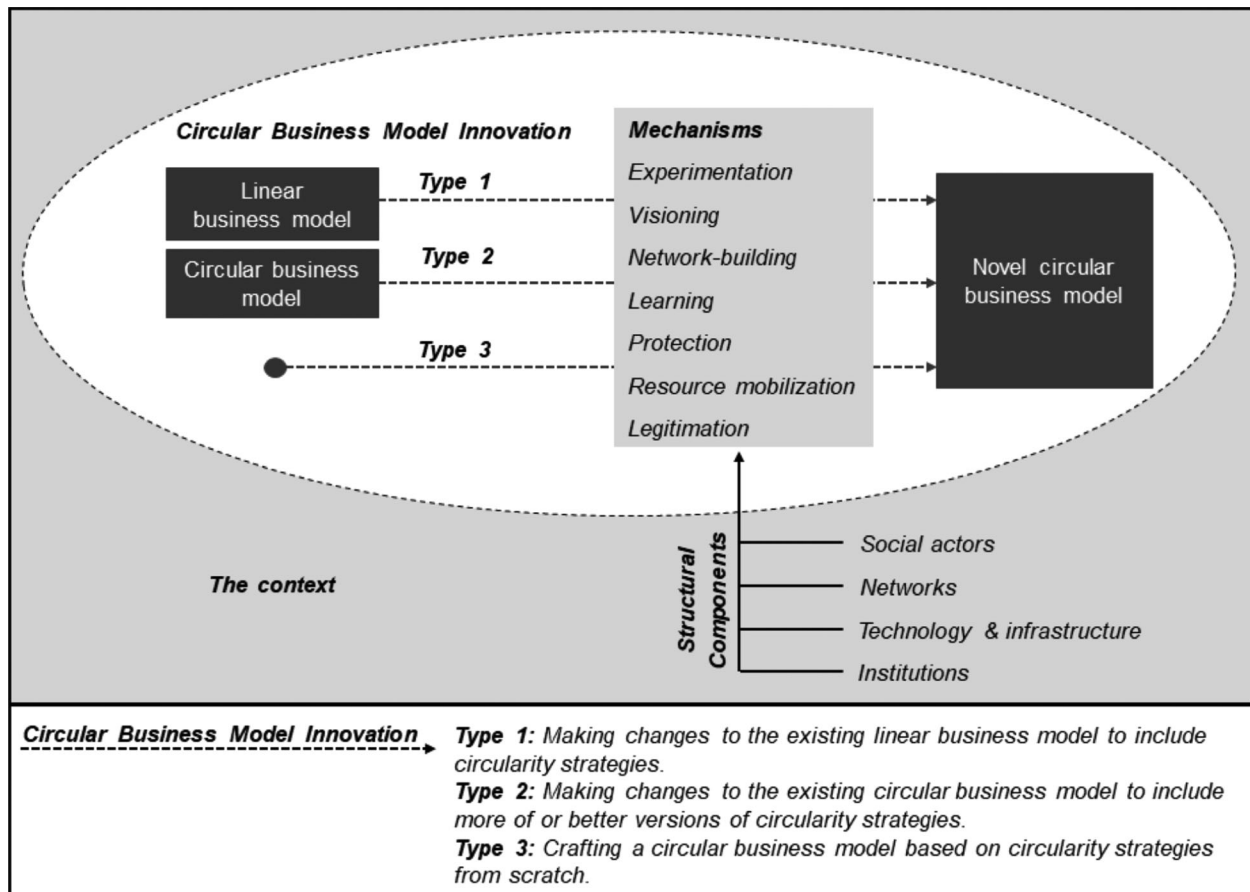 Circular Business Model Innovation
Linear
business model
Type 1
Circular business
model
Type 2
Type 3
Mechanisms
Experimentation
Visioning
Network-building
Learning
Protection
Resource mobilization
Legitimation
Novel circular
business model
The context
Structural
Components
Social actors
Networks
Technology & infrastructure
Institutions
Circular Business Model Innovation
Type 1: Making changes to the existing linear business model to include
circularity strategies.
Type 2: Making changes to the existing circular business model to include
more of or better versions of circularity strategies.
Type 3: Crafting a circular business model based on circularity strategies
from scratch.